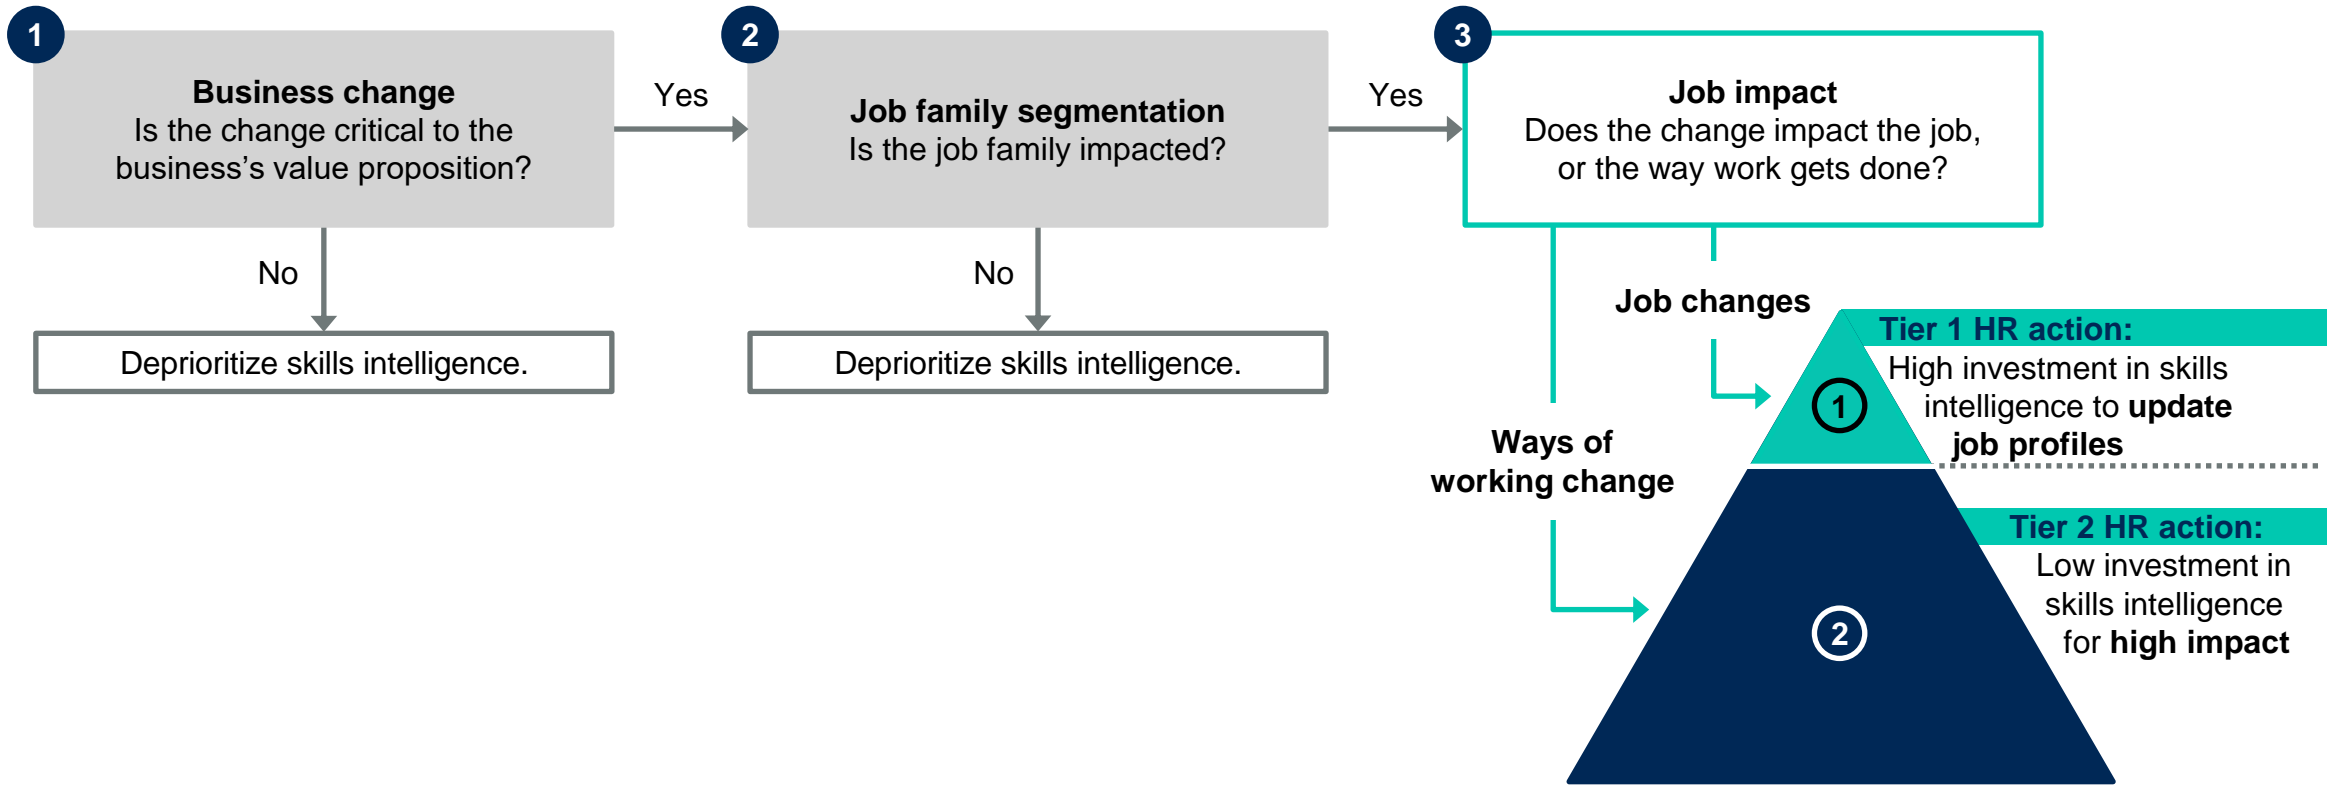 1
Business change
Is the change critical to the
business’s value proposition?
Yes
No
Deprioritize skills intelligence.
2
Job family segmentation
Is the job family impacted?
Yes
No
Deprioritize skills intelligence.
3
Job impact
Does the change impact the job,
or the way work gets done?
Job changes
Ways of
working change
1
Tier 1 HR action:
High investment in skills
intelligence to update
job profiles
2
Tier 2 HR action:
Low investment in
skills intelligence
for high impact